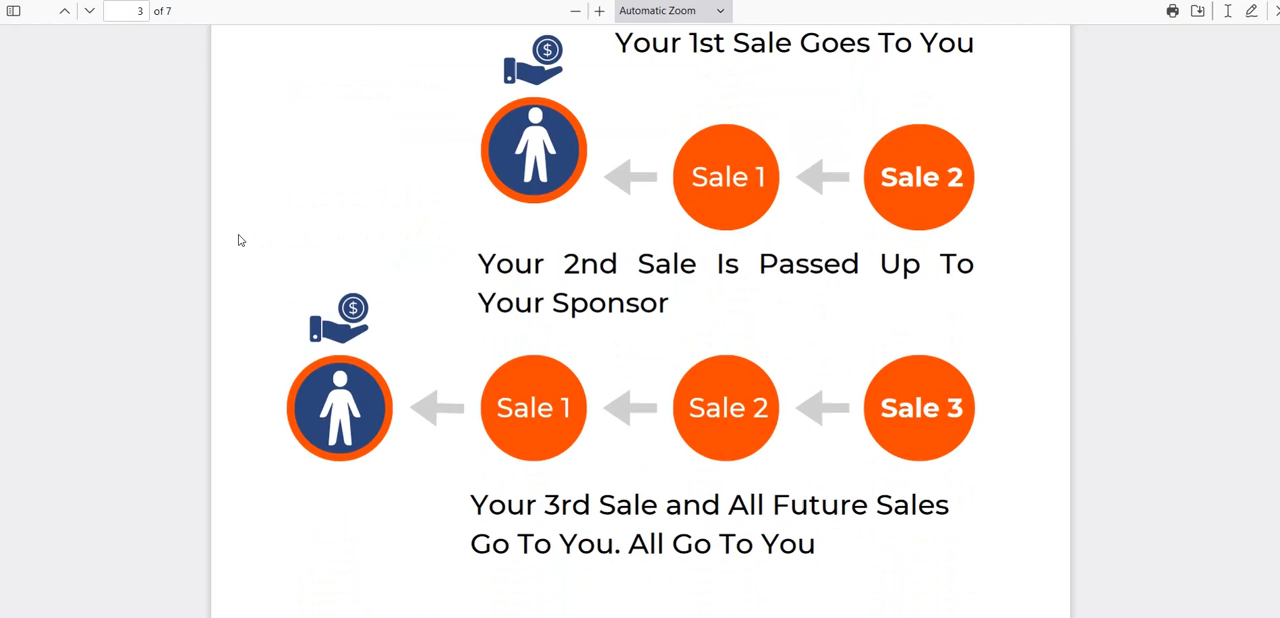 3 of 7
Automatic Zoom
$
Your 1st Sale Goes To You
Sale 1
Sale 2
Your 2nd Sale Is Passed Up To
Your Sponsor
$
Sale 1
Sale 2
Sale 3
Your 3rd Sale and All Future Sales
Go To You. All Go To You